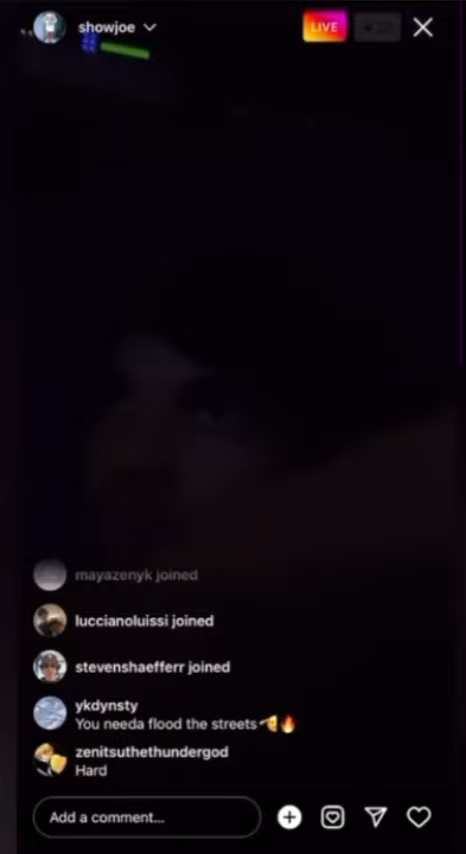 showjoe
LIVE
mayazenyk joined
luccianoluissi joined
stevenshaefferr joined
ykdynsty
You needa flood the streets
zenitsuthethundergod
Hard
Add a comment...